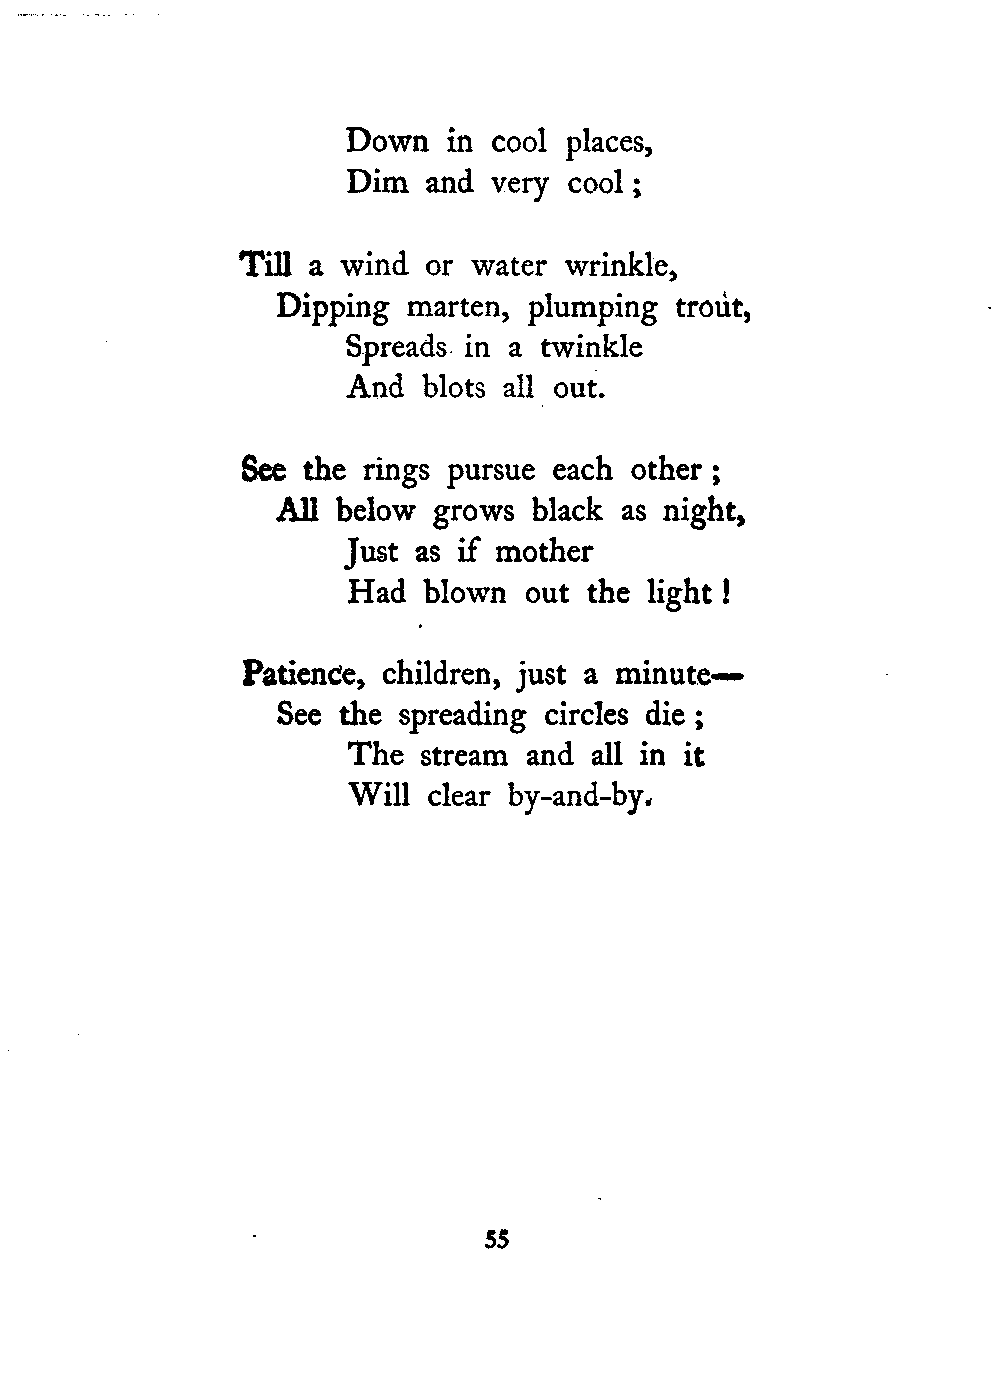 Down in cool places,
Dim and very cool ;
Till a wind or water wrinkle,
Dipping marten, plumping trout,
Spreads in a twinkle
And blots all out.
See the rings pursue each other ;
All below grows black as night,
Just as if mother
Had blown out the light !
Patience, children, just a minute—
See the spreading circles die ;
The stream and all in it
Will clear by-and-by.
55